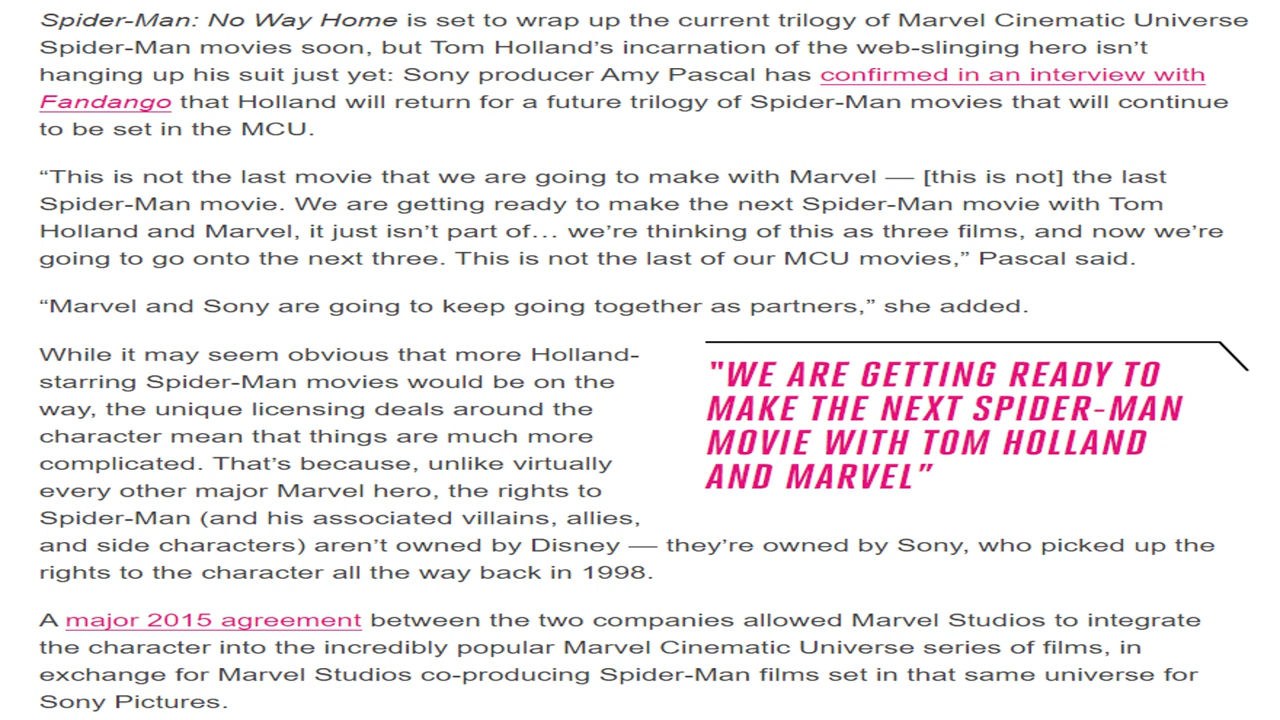 Spider-Man: No Way Home is set to wrap up the current trilogy of Marvel Cinematic Universe
Spider-Man movies soon, but Tom Holland’s incarnation of the web-slinging hero isn’t
hanging up his suit just yet: Sony producer Amy Pascal has confirmed in an interview with
Fandango that Holland will return for a future trilogy of Spider-Man movies that will continue
to be set in the MCU.
“This is not the last movie that we are going to make with Marvel — [this is not] the last
Spider-Man movie. We are getting ready to make the next Spider-Man movie with Tom
Holland and Marvel, it just isn’t part of… we’re thinking of this as three films, and now we’re
going to go onto the next three. This is not the last of our MCU movies,” Pascal said.
“Marvel and Sony are going to keep going together as partners,” she added.
While it may seem obvious that more Holland-
starring Spider-Man movies would be on the
way, the unique licensing deals around the
character mean that things are much more
complicated. That’s because, unlike virtually
every other major Marvel hero, the rights to
Spider-Man (and his associated villains, allies,
and side characters) aren’t owned by Disney — they’re owned by Sony, who picked up the
rights to the character all the way back in 1998.
"WE ARE GETTING READY TO
MAKE THE NEXT SPIDER-MAN
MOVIE WITH TOM HOLLAND
AND MARVEL”
A major 2015 agreement between the two companies allowed Marvel Studios to integrate
the character into the incredibly popular Marvel Cinematic Universe series of films, in
exchange for Marvel Studios co-producing Spider-Man films set in that same universe for
Sony Pictures.